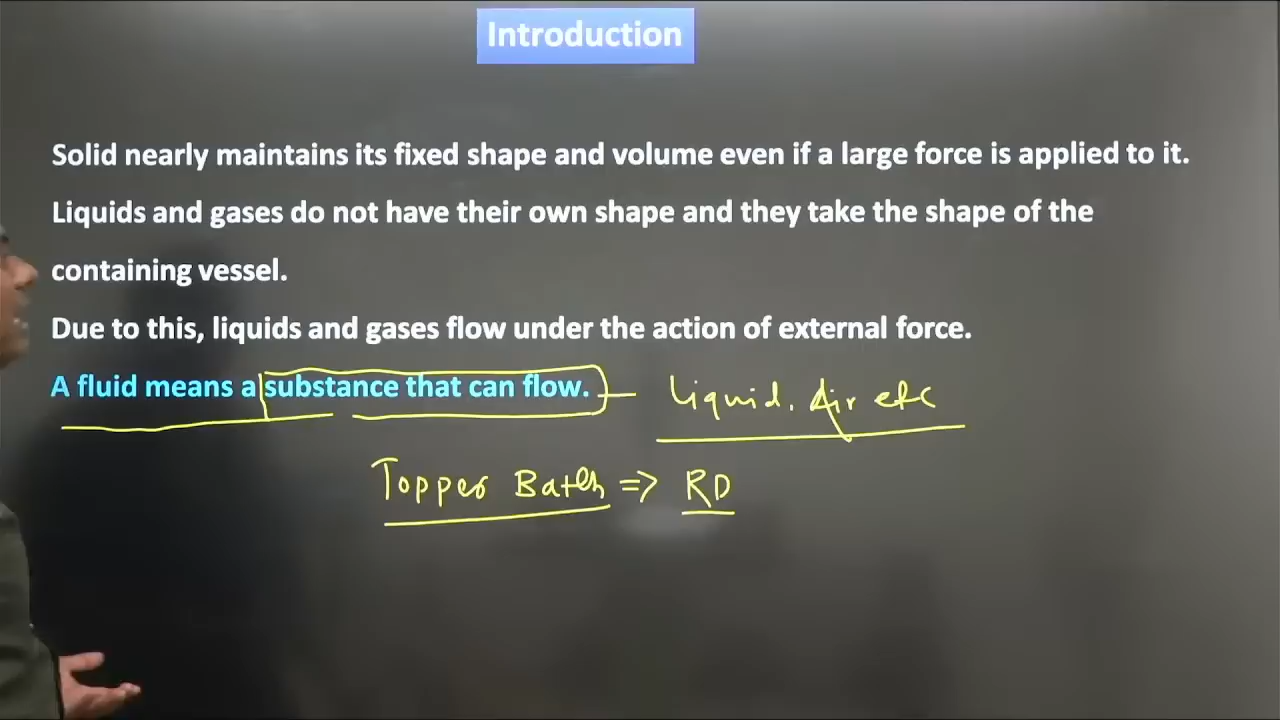 Introduction
Solid nearly maintains its fixed shape and volume even if a large force is applied to it.
Liquids and gases do not have their own shape and they take the shape of the
containing vessel.
Due to this, liquids and gases flow under the action of external force.
A fluid means a substance that can flow. — Liquid. Air etc
Topper Batch => RD